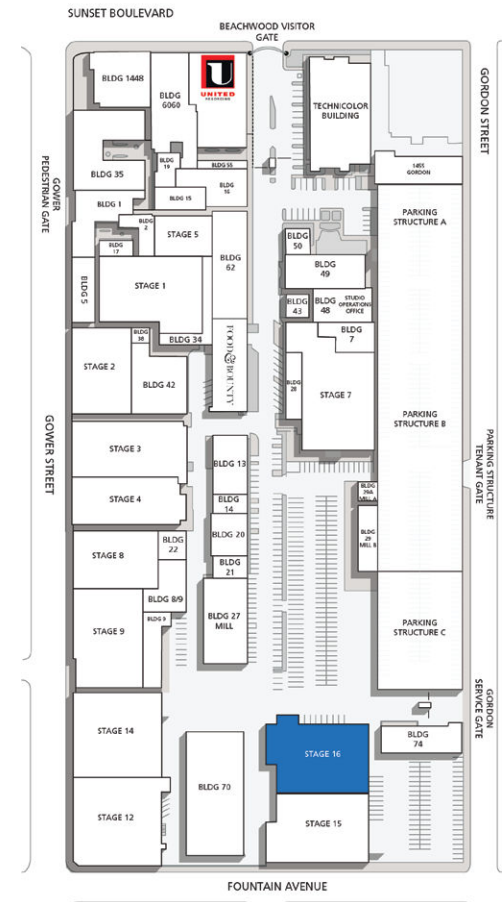 SUNSET BOULEVARD
BEACHWOOD VISITOR
GATE
GORDON STREET
BLDG 1448
BLDG
6060
U
UNITED
TECHNICOLOR
BUILDING
GOWER
PEDESTRIAN GATE
BLDG 35
BLDG
19
BLDG 55
BLDG
16
1455
GORDON
BLDG 1
BLDG 15
BLDG
2
STAGE 5
PARKING
STRUCTURE A
BLDG
17
BLDG
50
BLDG
62
BLDG
49
BLDG 5
STAGE 1
BLDG
43
BLDG
48
STUDIO
OPERATIONS
OFFICE
BLDG
38
BLDG 34
BLDG
7
FOOD & BOUNTY
STAGE 2
BLDG 42
BLDG
STAGE 7
PARKING
STRUCTURE B
GOWER STREET
STAGE 3
BLDG 13
PARKING STRUCTURE
TENANT GATE
STAGE 4
BLDG
14
BLDG
29A
MILL A
BLDG 20
BLDG
29
MILL B
STAGE 8
BLDG
22
BLDG
21
BLDG 8/9
BLDG 9
BLDG 27
MILL
STAGE 9
PARKING
STRUCTURE C
GORDON
SERVICE GATE
STAGE 14
BLDG
74
STAGE 16
BLDG 70
STAGE 12
STAGE 15
FOUNTAIN AVENUE